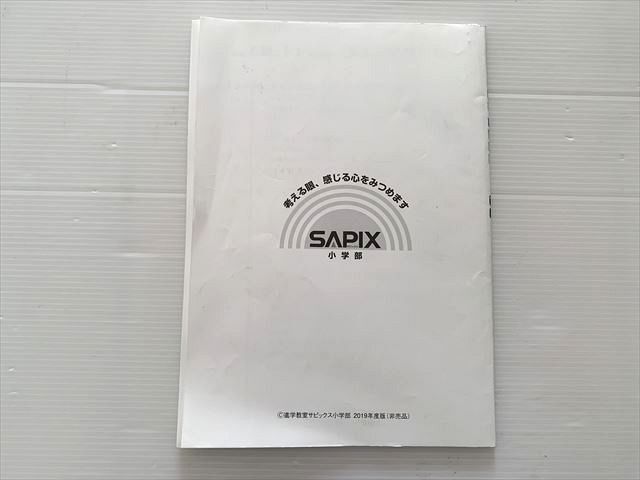 考える眼、感じる心をみつめます
SAPIX
小学部
©進学教室サピックス小学部 2019年度版(非売品)